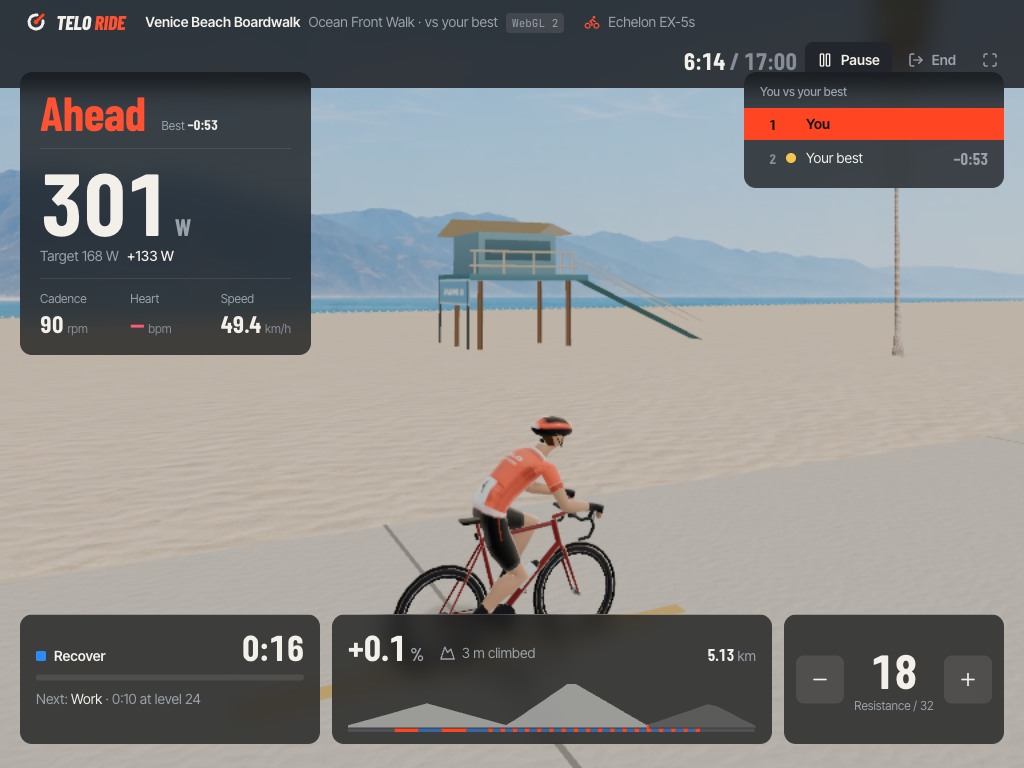 TELO RIDE Venice Beach Boardwalk Ocean Front Walk · vs your best WebGL 2 Echelon EX-5s
6:14 / 17:00 Pause End
Ahead Best −0:53
301 W
Target 168 W +133 W
Cadence Heart Speed
90 rpm – bpm 49.4 km/h
You vs your best
1 You
2 Your best −0:53
Recover 0:16
Next: Work · 0:10 at level 24
+0.1 % 3 m climbed 5.13 km
− 18 +
Resistance / 32